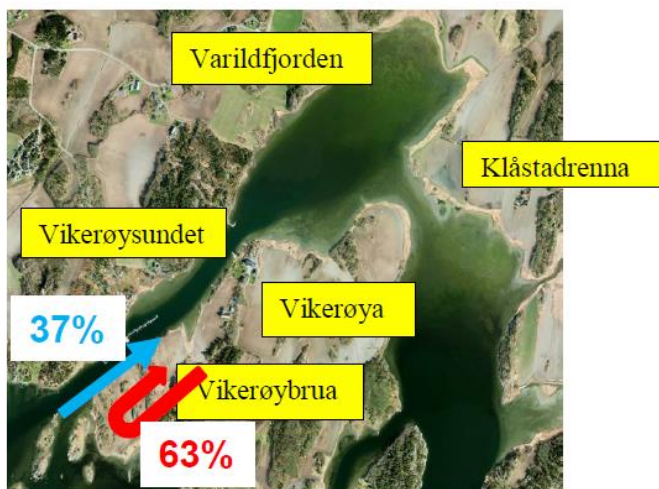 Varildfjorden
Klåstadrenna
Vikerøysundet
Vikerøya
37%
Vikerøybrua
63%